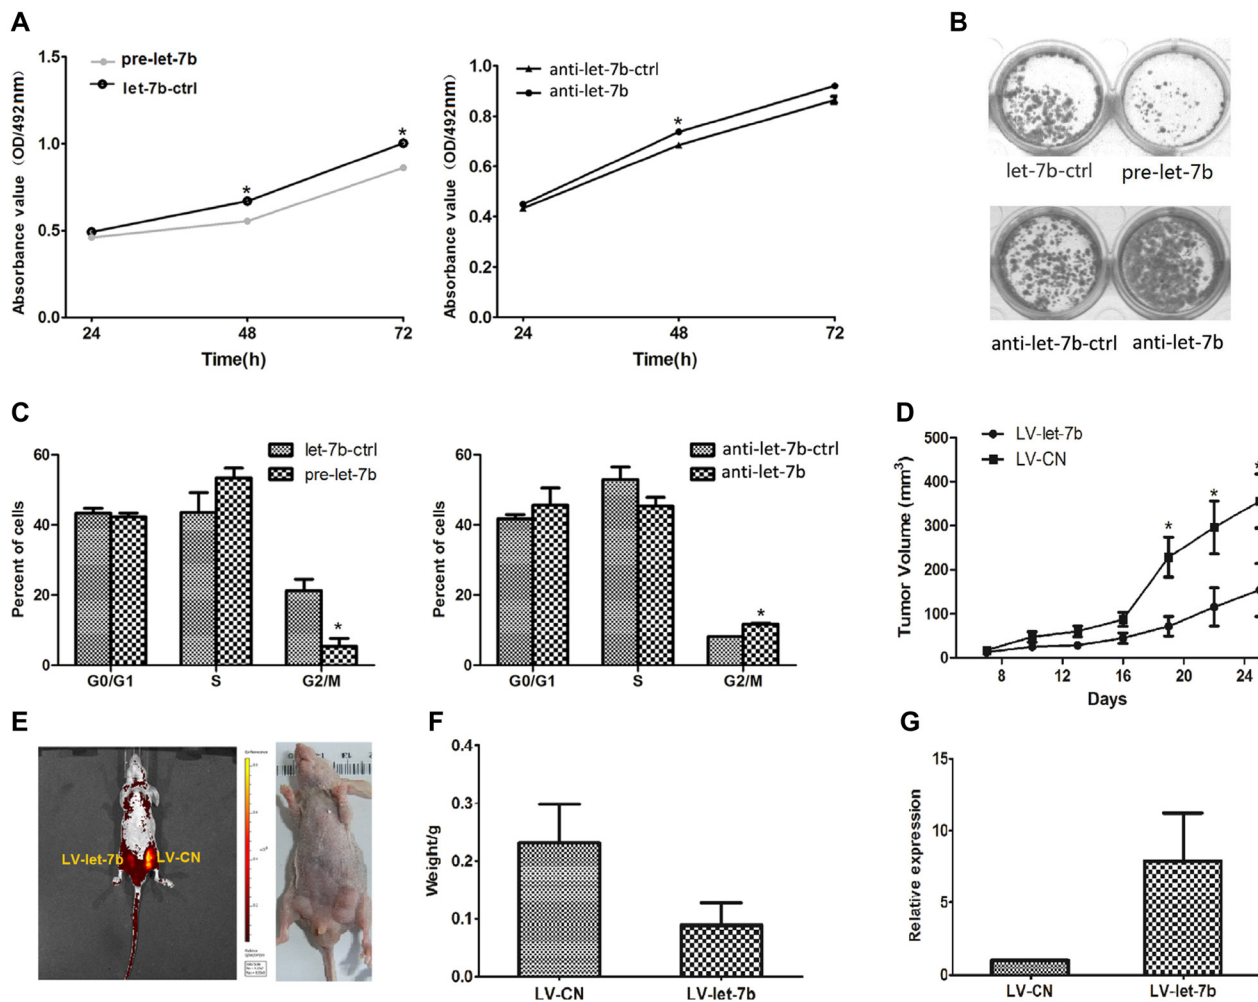 A
pre-let-7b
let-7b-ctrl
Absorbance value (OD/492nm)
1.5
1.0
0.5
0.0
*
*
24
48
72
Time(h)
anti-let-7b-ctrl
anti-let-7b
Absorbance value (OD/492nm)
1.0
0.8
0.6
0.4
0.2
0.0
*
24
48
72
Time(h)
B
let-7b-ctrl
pre-let-7b
anti-let-7b-ctrl
anti-let-7b
C
let-7b-ctrl
pre-let-7b
Percent of cells
60
40
20
0
*
G0/G1
S
G2/M
anti-let-7b-ctrl
anti-let-7b
Percent of cells
60
40
20
0
*
G0/G1
S
G2/M
D
LV-let-7b
LV-CN
Tumor Volume (mm³)
500
400
300
200
100
0
*
*
*
8
12
16
20
24
Days
E
LV-let-7b
LV-CN
F
Weight/g
0.4
0.3
0.2
0.1
0.0
LV-CN
LV-let-7b
G
Relative expression
15
10
5
0
LV-CN
LV-let-7b